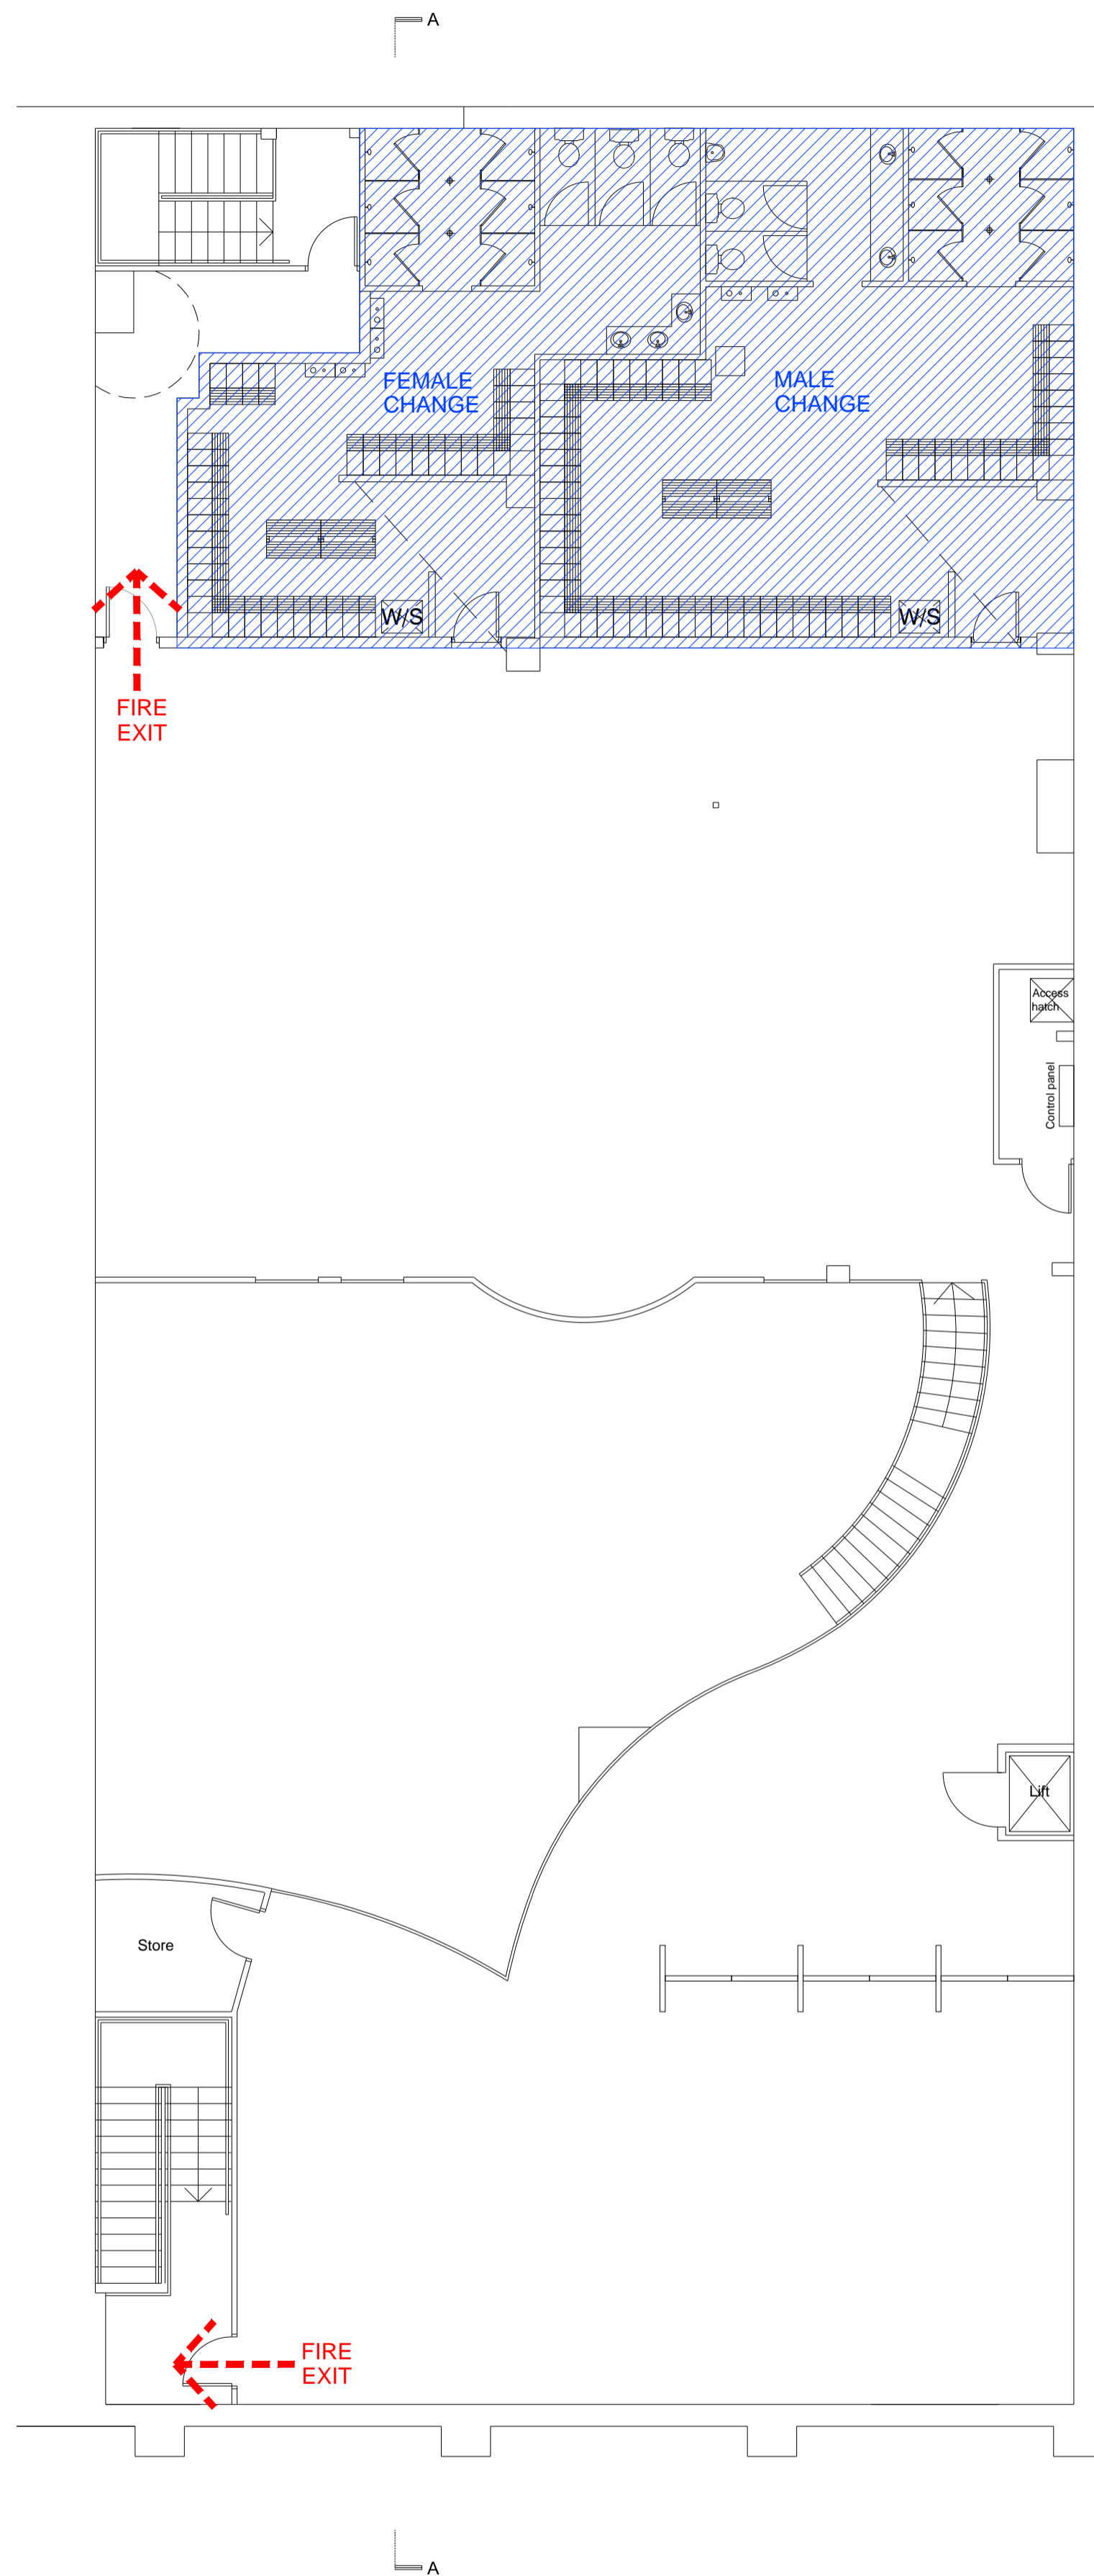 A
FEMALE
CHANGE
MALE
CHANGE
W/S
W/S
FIRE
EXIT
Access
hatch
Control panel
Lift
Store
FIRE
EXIT
A